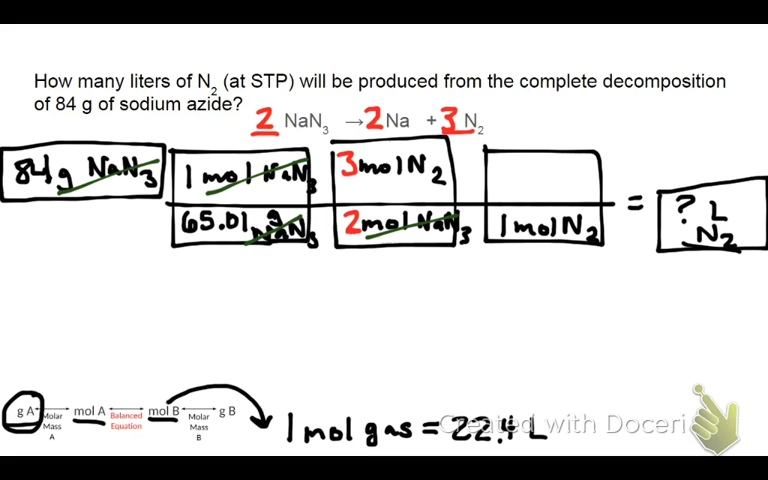 How many liters of N₂ (at STP) will be produced from the complete decomposition
of 84 g of sodium azide?
2 NaN₃ → 2 Na + 3 N₂
84 g NaN₃ 1 mol NaN₃ 3 mol N₂
65.01 g NaN₃ 2 mol NaN₃ 1 mol N₂ = ? L N₂
g A mol A Balanced Equation mol B g B
Molar Mass A
Molar Mass B
1 mol gas = 22.4 L
Created with Doceri